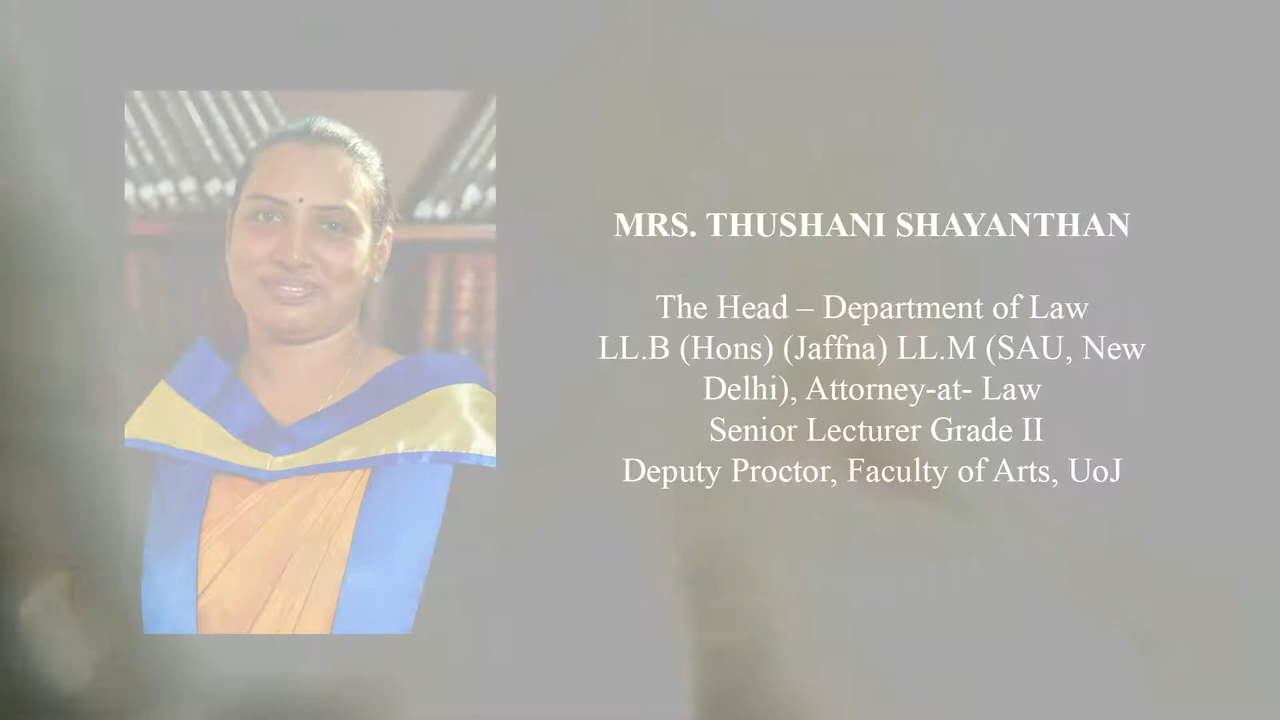 MRS. THUSHANI SHAYANTHAN
The Head – Department of Law
LL.B (Hons) (Jaffna) LL.M (SAU, New
Delhi), Attorney-at- Law
Senior Lecturer Grade II
Deputy Proctor, Faculty of Arts, UoJ